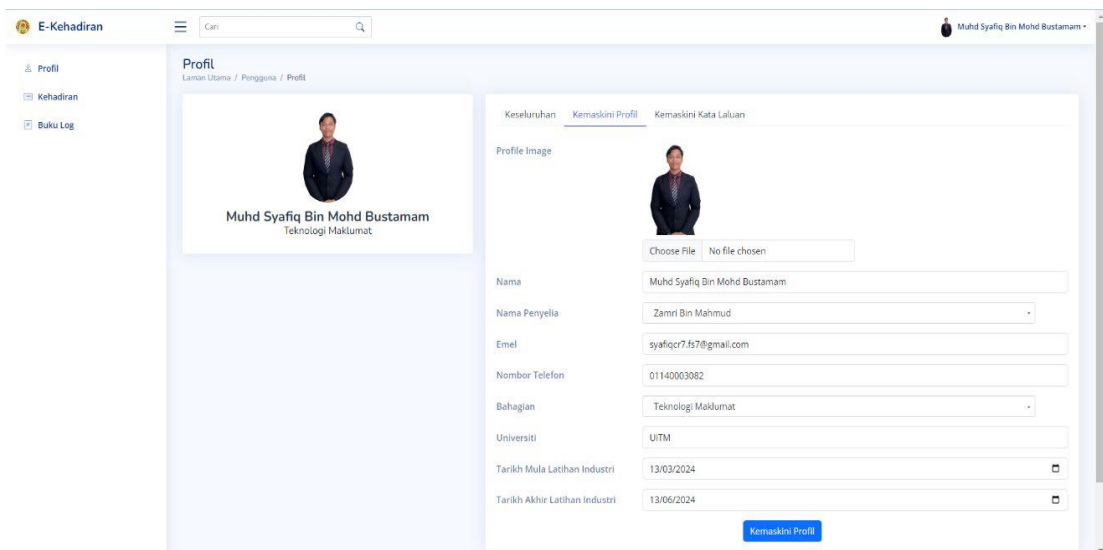 E-Kehadiran
Cari
Muhd Syafiq Bin Mohd Bustamam
Profil
Kehadiran
Buku Log
Profil
Laman Utama / Pengguna / Profil
Muhd Syafiq Bin Mohd Bustamam
Teknologi Maklumat
Keseluruhan Kemaskini Profil Kemaskini Kata Laluan
Profile Image
Choose File No file chosen
Nama Muhd Syafiq Bin Mohd Bustamam
Nama Penyelia Zamri Bin Mahmud
Emel syafiqcr7.fs7@gmail.com
Nombor Telefon 01140003082
Bahagian Teknologi Maklumat
Universiti UiTM
Tarikh Mula Latihan Industri 13/03/2024
Tarikh Akhir Latihan Industri 13/06/2024
Kemaskini Profil